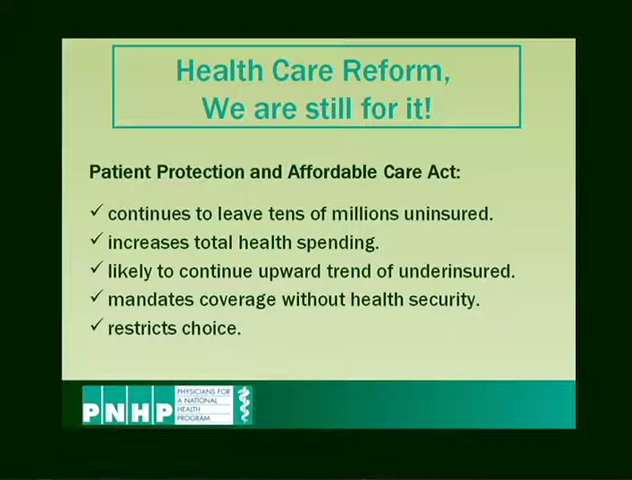 Health Care Reform,
We are still for it!
Patient Protection and Affordable Care Act:
✓ continues to leave tens of millions uninsured.
✓ increases total health spending.
✓ likely to continue upward trend of underinsured.
✓ mandates coverage without health security.
✓ restricts choice.
PNHP
PHYSICIANS FOR
A NATIONAL
HEALTH
PROGRAM